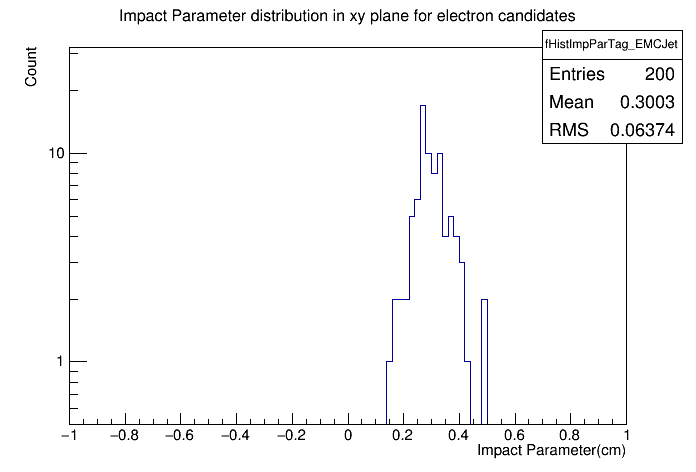 Impact Parameter distribution in xy plane for electron candidates
fHistImpParTag_EMCJet
Entries 200
Mean 0.3003
RMS 0.06374
Count
10
1
−1 −0.8 −0.6 −0.4 −0.2 0 0.2 0.4 0.6 0.8 1
Impact Parameter(cm)